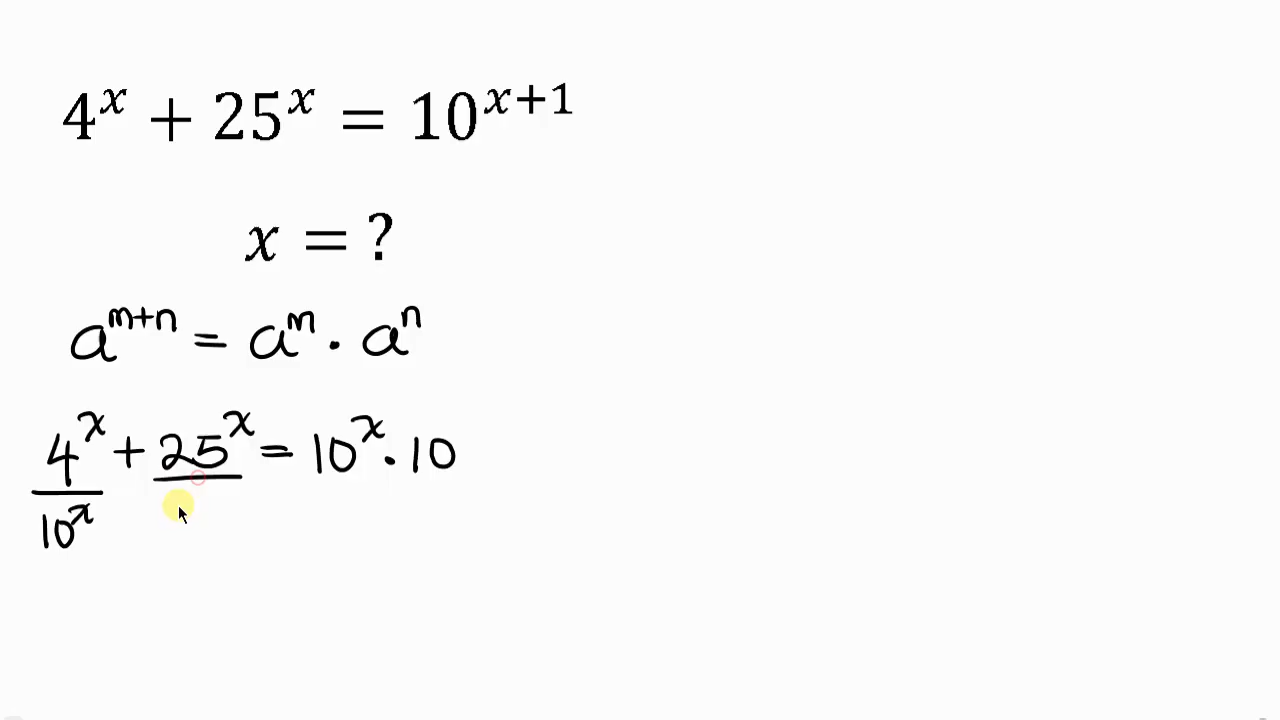 4^x + 25^x = 10^{x+1}
x = ?
a^{m+n} = a^m · a^n
4^x/10^x + 25^x/ = 10^x · 10